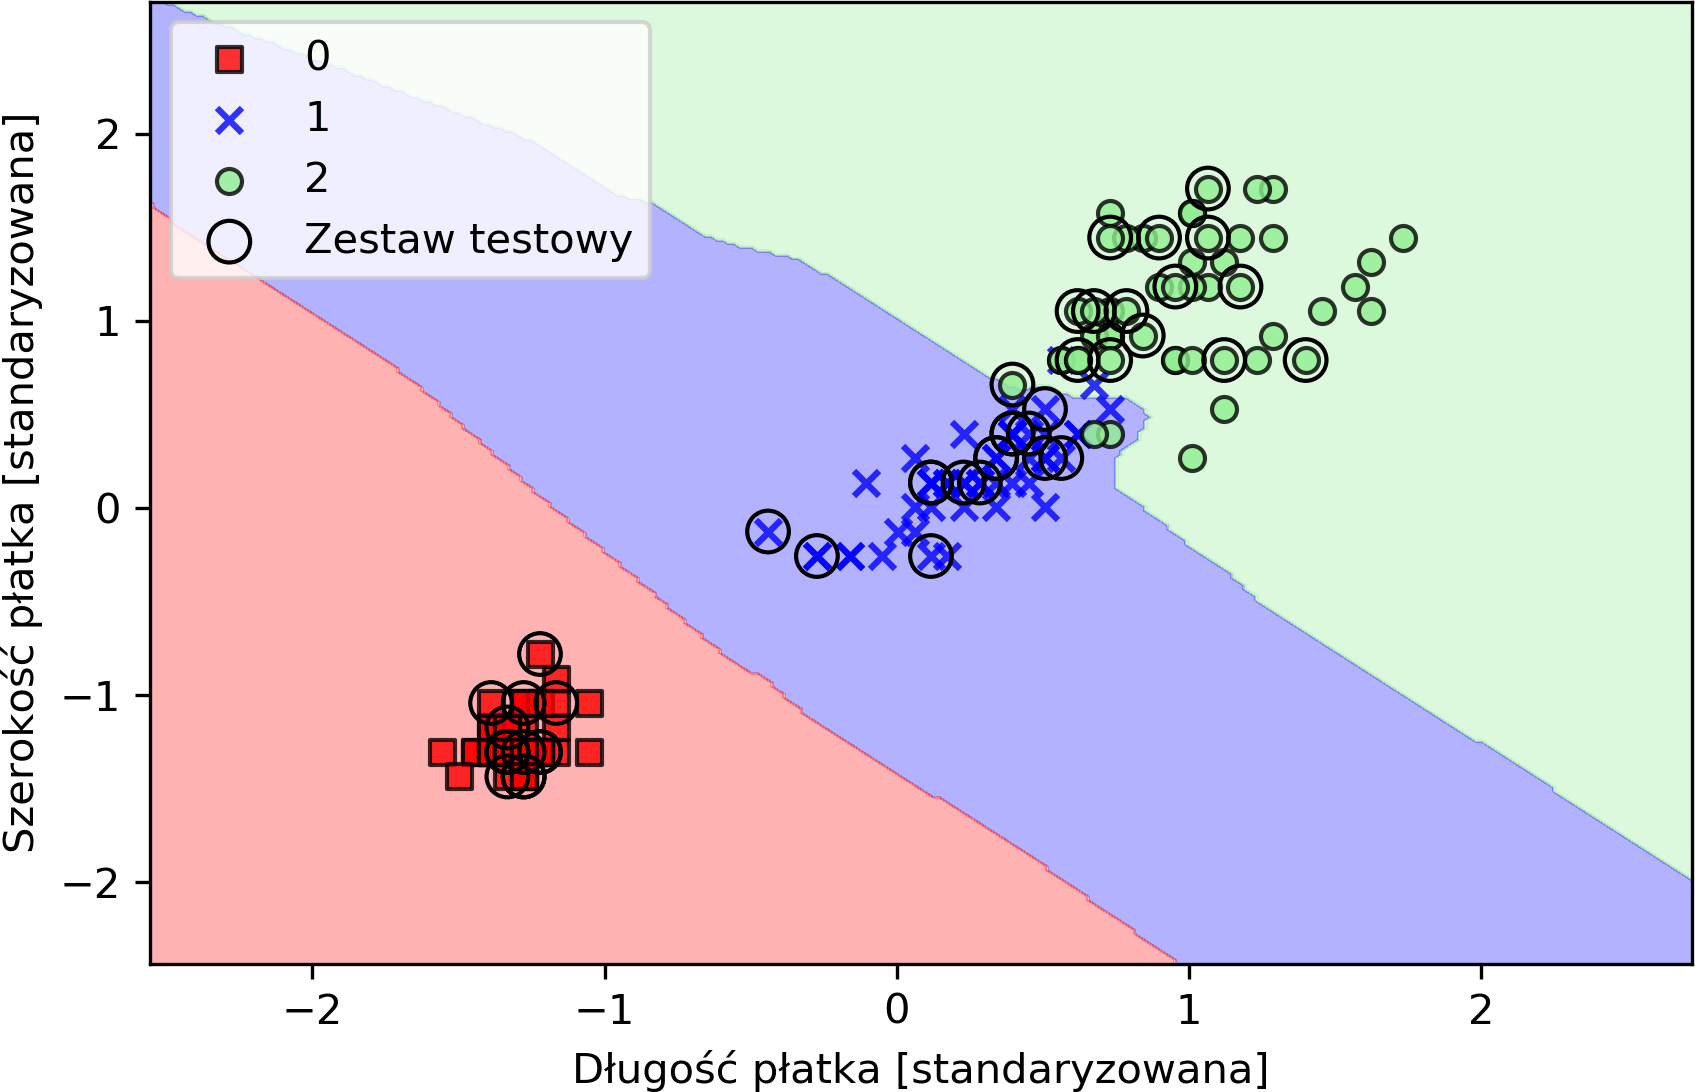 0
1
2
Zestaw testowy
2
1
0
−1
−2
Szerokość płatka [standaryzowana]
−2 −1 0 1 2
Długość płatka [standaryzowana]